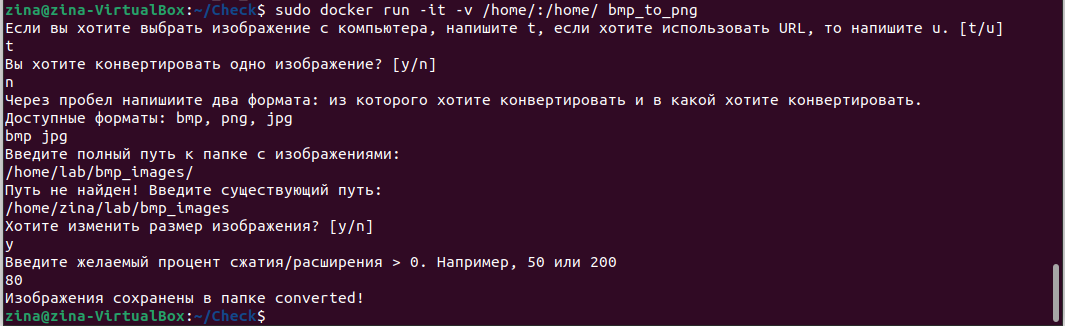 zina@zina-VirtualBox:~/Check$ sudo docker run -it -v /home/:/home/ bmp_to_png
Если вы хотите выбрать изображение с компьютера, напишите t, если хотите использовать URL, то напишите u. [t/u]
t
Вы хотите конвертировать одно изображение? [y/n]
n
Через пробел напишиите два формата: из которого хотите конвертировать и в какой хотите конвертировать.
Доступные форматы: bmp, png, jpg
bmp jpg
Введите полный путь к папке с изображениями:
/home/lab/bmp_images/
Путь не найден! Введите существующий путь:
/home/zina/lab/bmp_images
Хотите изменить размер изображения? [y/n]
y
Введите желаемый процент сжатия/расширения > 0. Например, 50 или 200
80
Изображения сохранены в папке converted!
zina@zina-VirtualBox:~/Check$